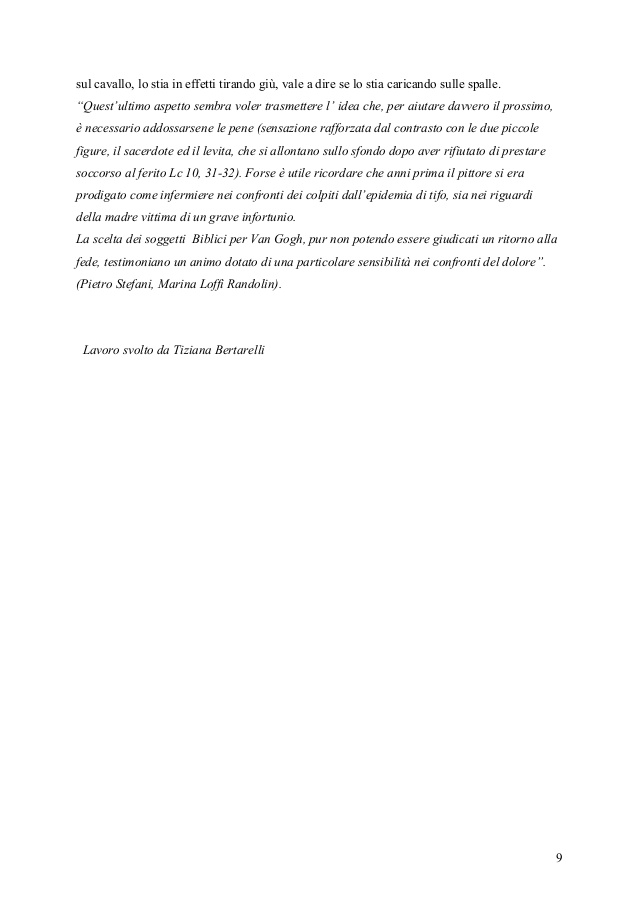 sul cavallo, lo stia in effetti tirando giù, vale a dire se lo stia caricando sulle spalle.
“Quest’ultimo aspetto sembra voler trasmettere l’ idea che, per aiutare davvero il prossimo,
è necessario addossarsene le pene (sensazione rafforzata dal contrasto con le due piccole
figure, il sacerdote ed il levita, che si allontano sullo sfondo dopo aver rifiutato di prestare
soccorso al ferito Lc 10, 31-32). Forse è utile ricordare che anni prima il pittore si era
prodigato come infermiere nei confronti dei colpiti dall’epidemia di tifo, sia nei riguardi
della madre vittima di un grave infortunio.
La scelta dei soggetti  Biblici per Van Gogh, pur non potendo essere giudicati un ritorno alla
fede, testimoniano un animo dotato di una particolare sensibilità nei confronti del dolore”.
(Pietro Stefani, Marina Loffi Randolin).
Lavoro svolto da Tiziana Bertarelli
9